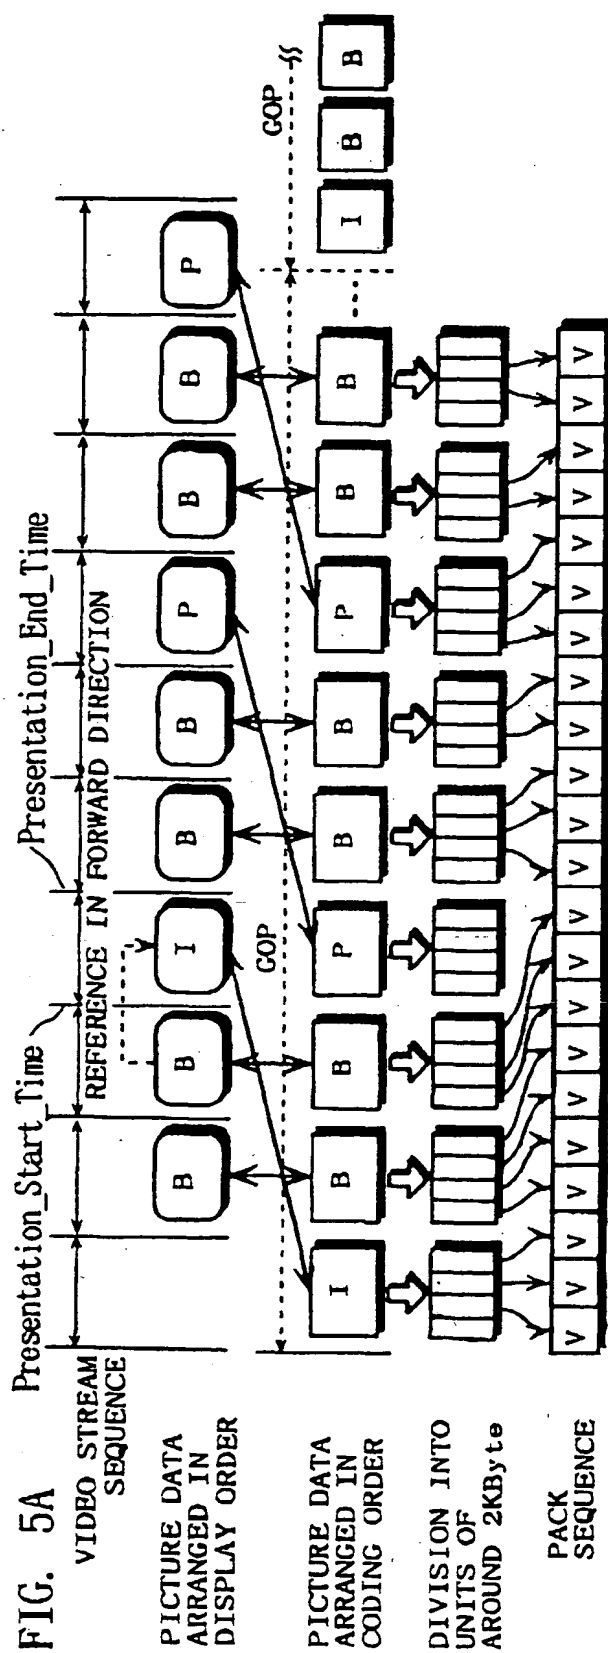 FIG. 5A
Presentation_Start_Time
Presentation_End_Time
VIDEO STREAM
SEQUENCE
REFERENCE IN FORWARD DIRECTION
PICTURE DATA
ARRANGED IN
DISPLAY ORDER
B B I B B P B B P
GOP GOP
PICTURE DATA
ARRANGED IN
CODING ORDER
I B B P B B P B B I B B
DIVISION INTO
UNITS OF
AROUND 2KByte
PACK
SEQUENCE
V V V V V V V V V V V V V V V V V V V V V V